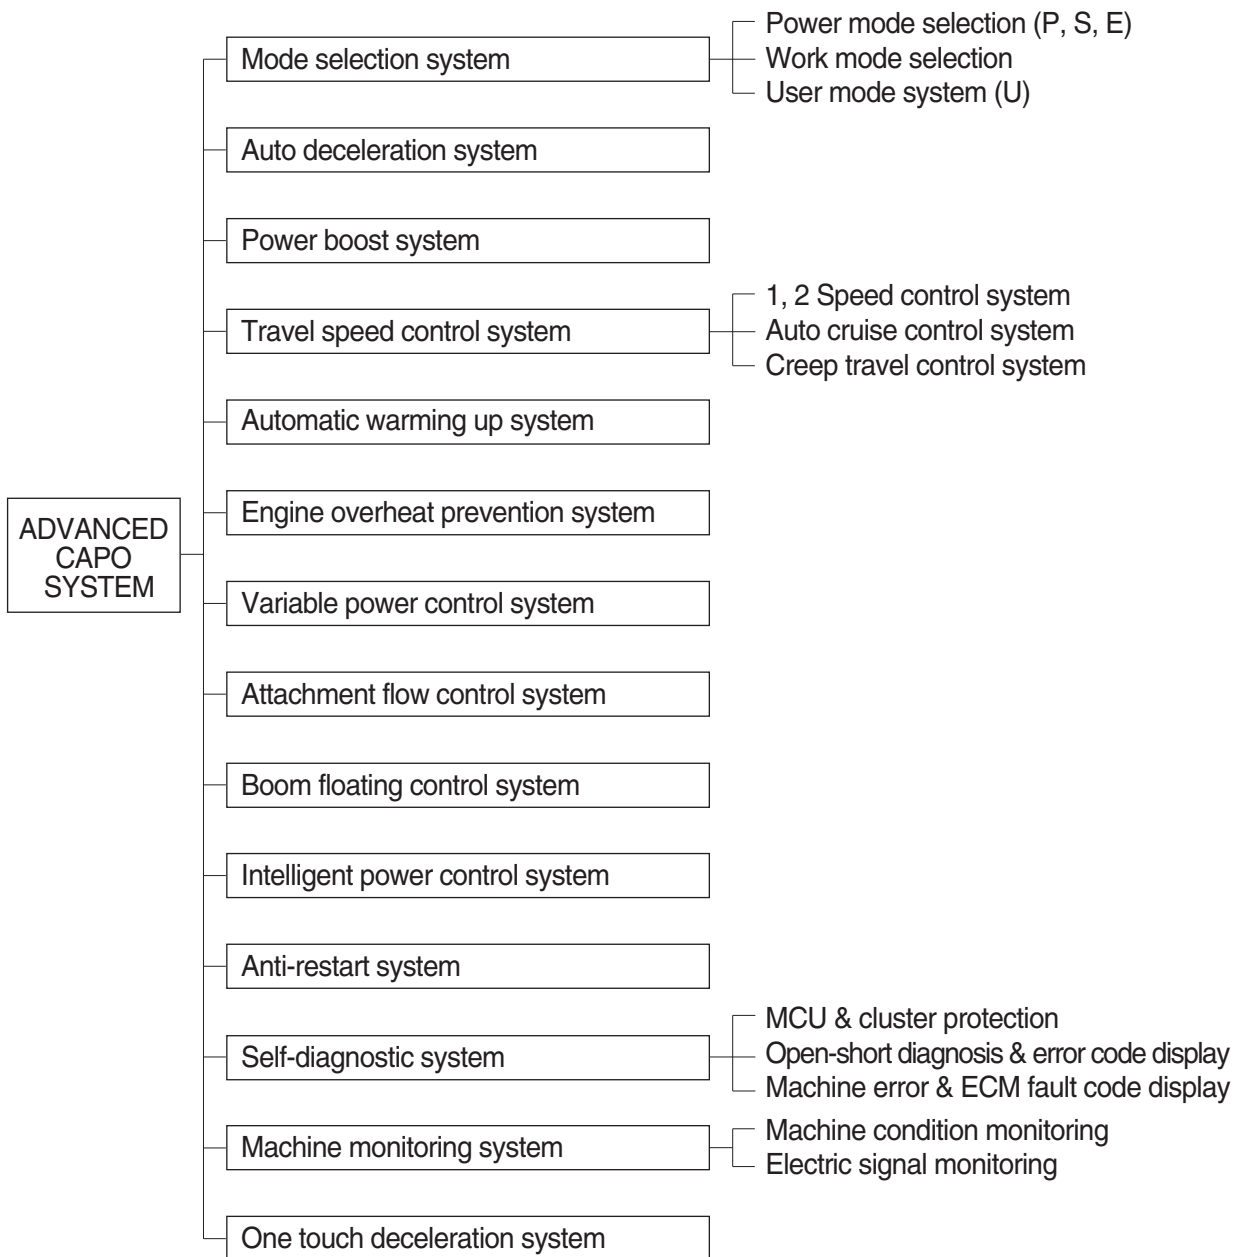 Power mode selection (P, S, E)
Mode selection system
Work mode selection
User mode system (U)
Auto deceleration system
Power boost system
1, 2 Speed control system
Travel speed control system
Auto cruise control system
Creep travel control system
Automatic warming up system
Engine overheat prevention system
ADVANCED
CAPO
SYSTEM
Variable power control system
Attachment flow control system
Boom floating control system
Intelligent power control system
Anti-restart system
MCU & cluster protection
Self-diagnostic system
Open-short diagnosis & error code display
Machine error & ECM fault code display
Machine monitoring system
Machine condition monitoring
Electric signal monitoring
One touch deceleration system